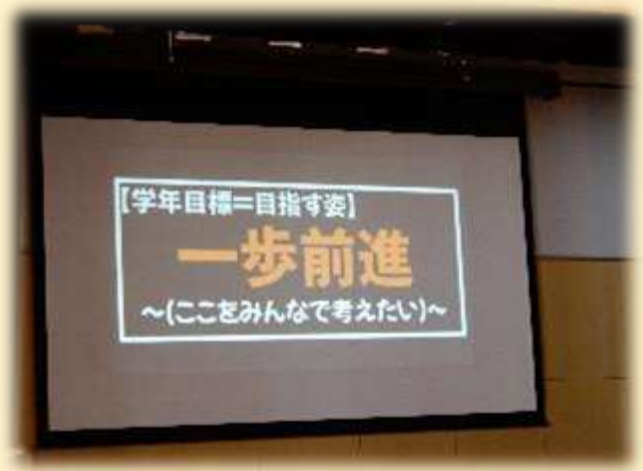 【学年目標＝目指す姿】
一歩前進
～(ここをみんなで考えたい)～